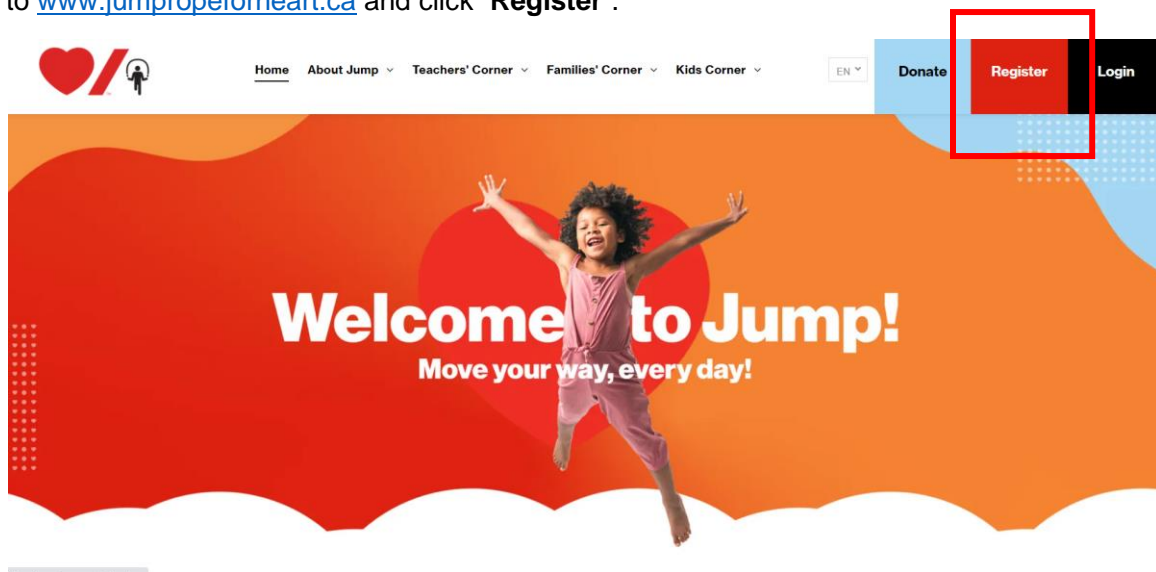 to www.jumpropeforheart.ca and click "Register".
Home About Jump Teachers' Corner Families' Corner Kids Corner EN Donate Register Login
Welcome to Jump!
Move your way, every day!